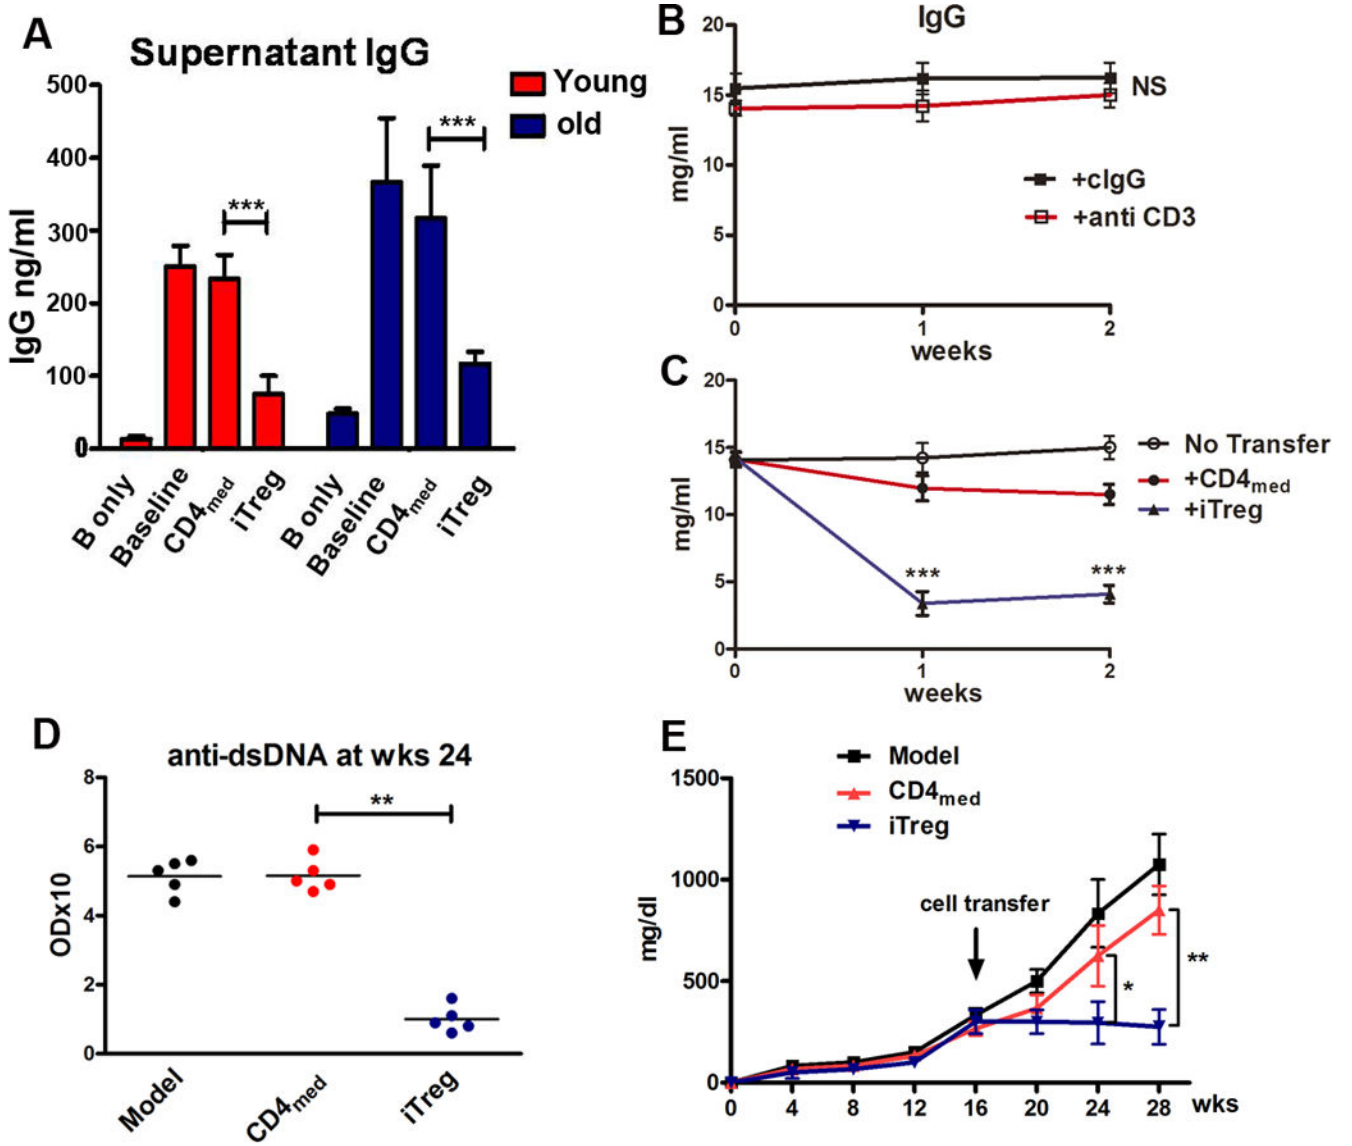 A
Supernatant IgG
Young
old
500
400
300
200
100
0
IgG ng/ml
***
***
B only
Baseline
CD4med
iTreg
B only
Baseline
CD4med
iTreg
B
IgG
20
15
10
5
0
mg/ml
NS
+cIgG
+anti CD3
0 1 2
weeks
C
20
15
10
5
0
mg/ml
No Transfer
+CD4med
+iTreg
***
***
0 1 2
weeks
D
anti-dsDNA at wks 24
8
6
4
2
0
ODx10
**
Model
CD4med
iTreg
E
Model
CD4med
iTreg
1500
1000
500
0
mg/dl
cell transfer
*
**
0 4 8 12 16 20 24 28 wks